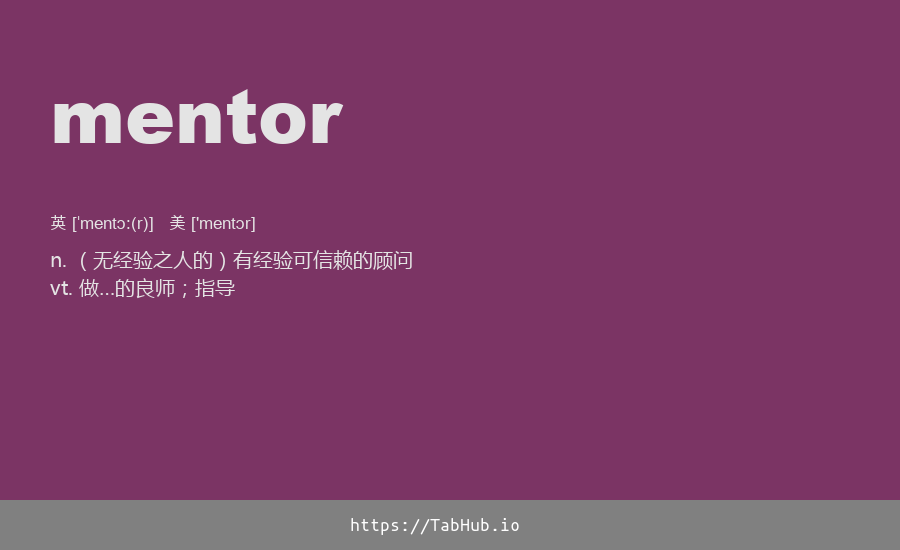 mentor
英 ['mentɔ:(r)] 美 ['mentɔr]
n. （无经验之人的）有经验可信赖的顾问
vt. 做...的良师；指导
https://TabHub.io